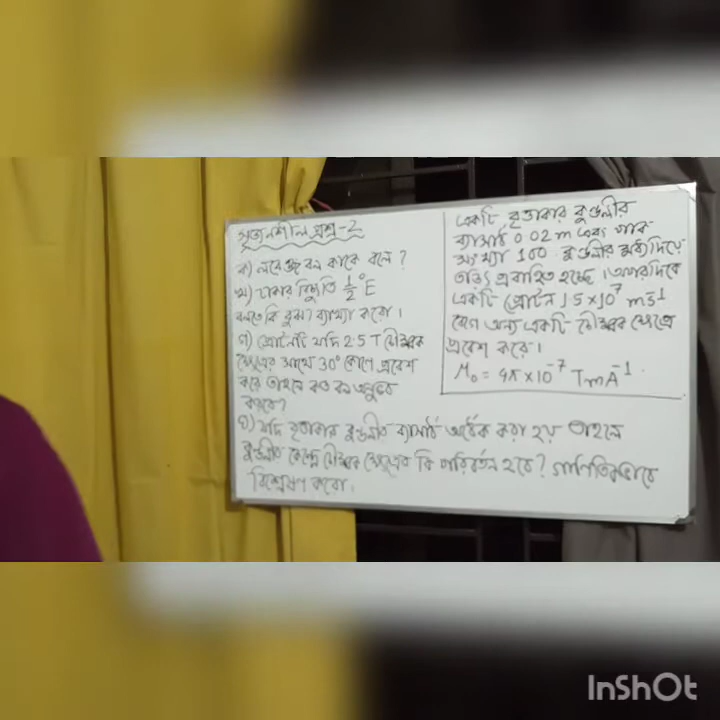 সৃজনশীল প্রশ্ন-2
ক) লরেঞ্জ বল কাকে বলে ?
খ) ঢাকার বিচ্যুতি 1/2° E
বলতে কি বুঝ ? ব্যাখ্যা করো ।
গ) প্রোটনটি যদি 2.5 T চৌম্বক
ক্ষেত্রের সাথে 30° কোণে প্রবেশ
করে তাহলে কত বল অনুভব
করবে ?
ঘ) যদি বৃত্তাকার কুণ্ডলীর ব্যাসার্ধ অর্ধেক করা হয় তাহলে
কুণ্ডলীর কেন্দ্রে চৌম্বক ক্ষেত্রের কি পরিবর্তন হবে ? গাণিতিকভাবে
বিশ্লেষণ করো ।
একটি বৃত্তাকার কুণ্ডলীর
ব্যাসার্ধ 0.02 m এবং পাক
সংখ্যা 100 কুণ্ডলীর মধ্যদিয়ে
তড়িৎ প্রবাহিত হচ্ছে । অপরদিকে
একটি প্রোটন 1.5×10⁷ ms⁻¹
বেগে অন্য একটি চৌম্বক ক্ষেত্রে
প্রবেশ করে ।
μ₀ = 4π×10⁻⁷ TmA⁻¹
InShOt